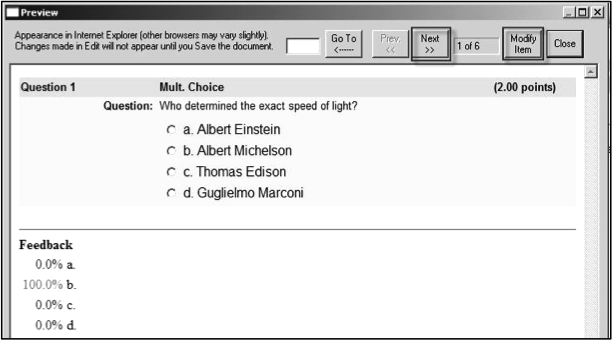 Preview
Appearance in Internet Explorer (other browsers may vary slightly).
Changes made in Edit will not appear until you Save the document.
Go To
<------
Prev.
<<
Next
>>
1 of 6
Modify
Item
Close
Question 1 Mult. Choice (2.00 points)
Question: Who determined the exact speed of light?
a. Albert Einstein
b. Albert Michelson
c. Thomas Edison
d. Guglielmo Marconi
Feedback
0.0% a.
100.0% b.
0.0% c.
0.0% d.